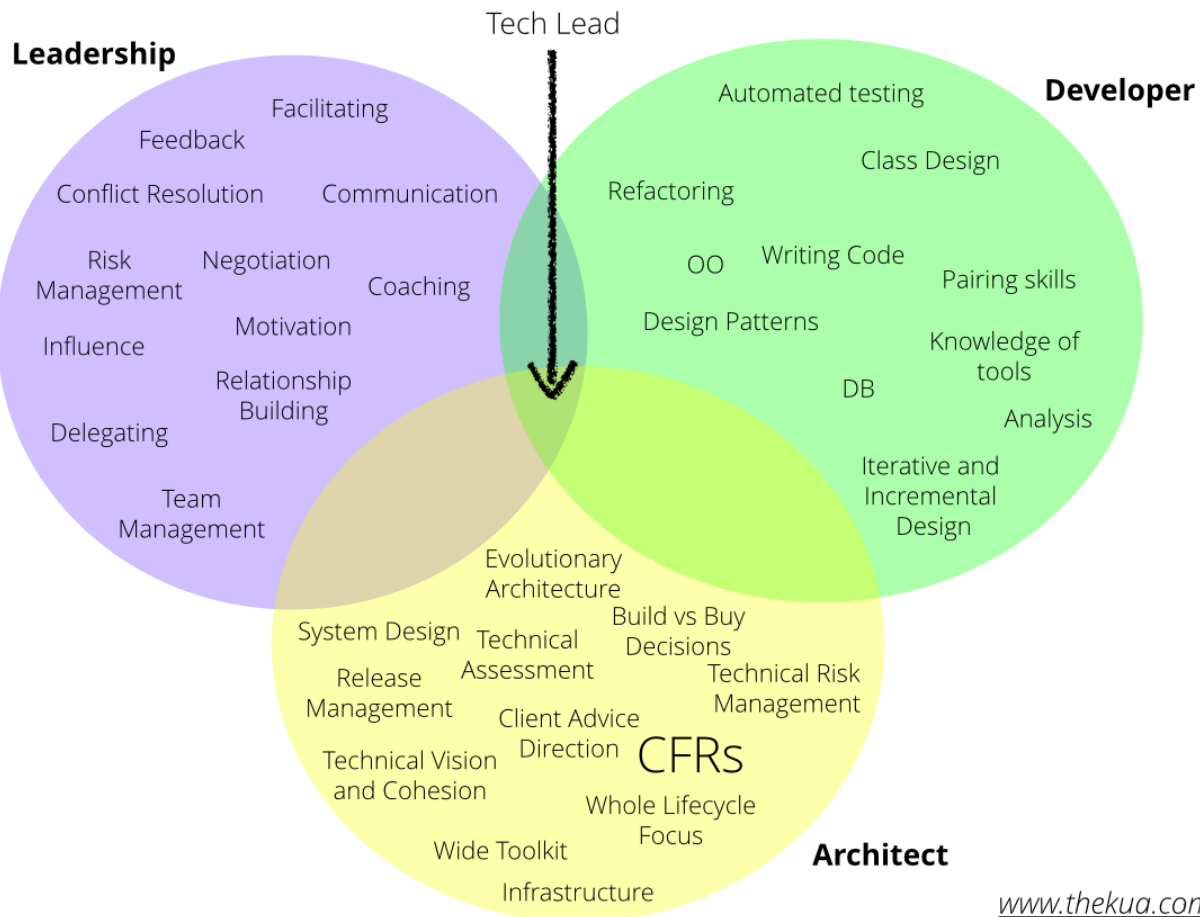 Tech Lead
Leadership
Facilitating
Feedback
Conflict Resolution
Communication
Risk
Management
Negotiation
Coaching
Motivation
Influence
Relationship
Building
Delegating
Team
Management
Developer
Automated testing
Class Design
Refactoring
OO
Writing Code
Pairing skills
Design Patterns
Knowledge of
tools
DB
Analysis
Iterative and
Incremental
Design
Evolutionary
Architecture
System Design
Technical
Assessment
Build vs Buy
Decisions
Release
Management
Technical Risk
Management
Client Advice
Direction
CFRs
Technical Vision
and Cohesion
Whole Lifecycle
Focus
Wide Toolkit
Infrastructure
Architect
www.thekua.com